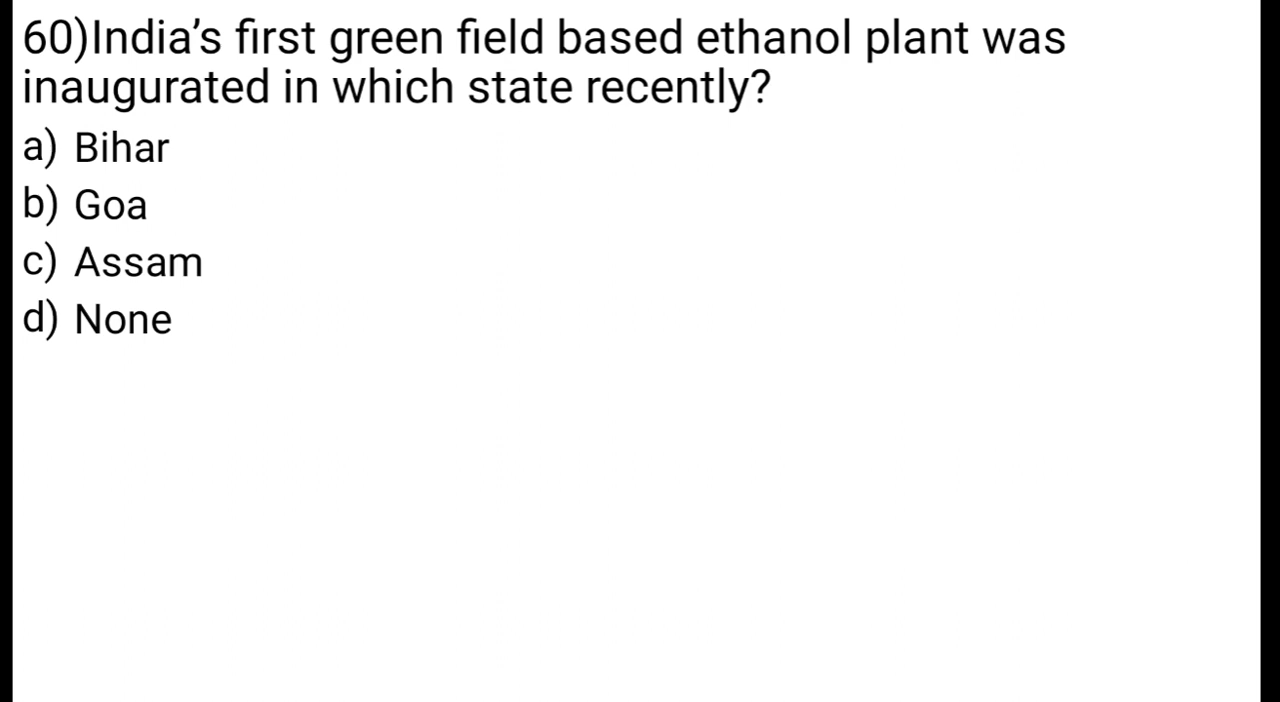 60)India’s first green field based ethanol plant was
inaugurated in which state recently?
a) Bihar
b) Goa
c) Assam
d) None